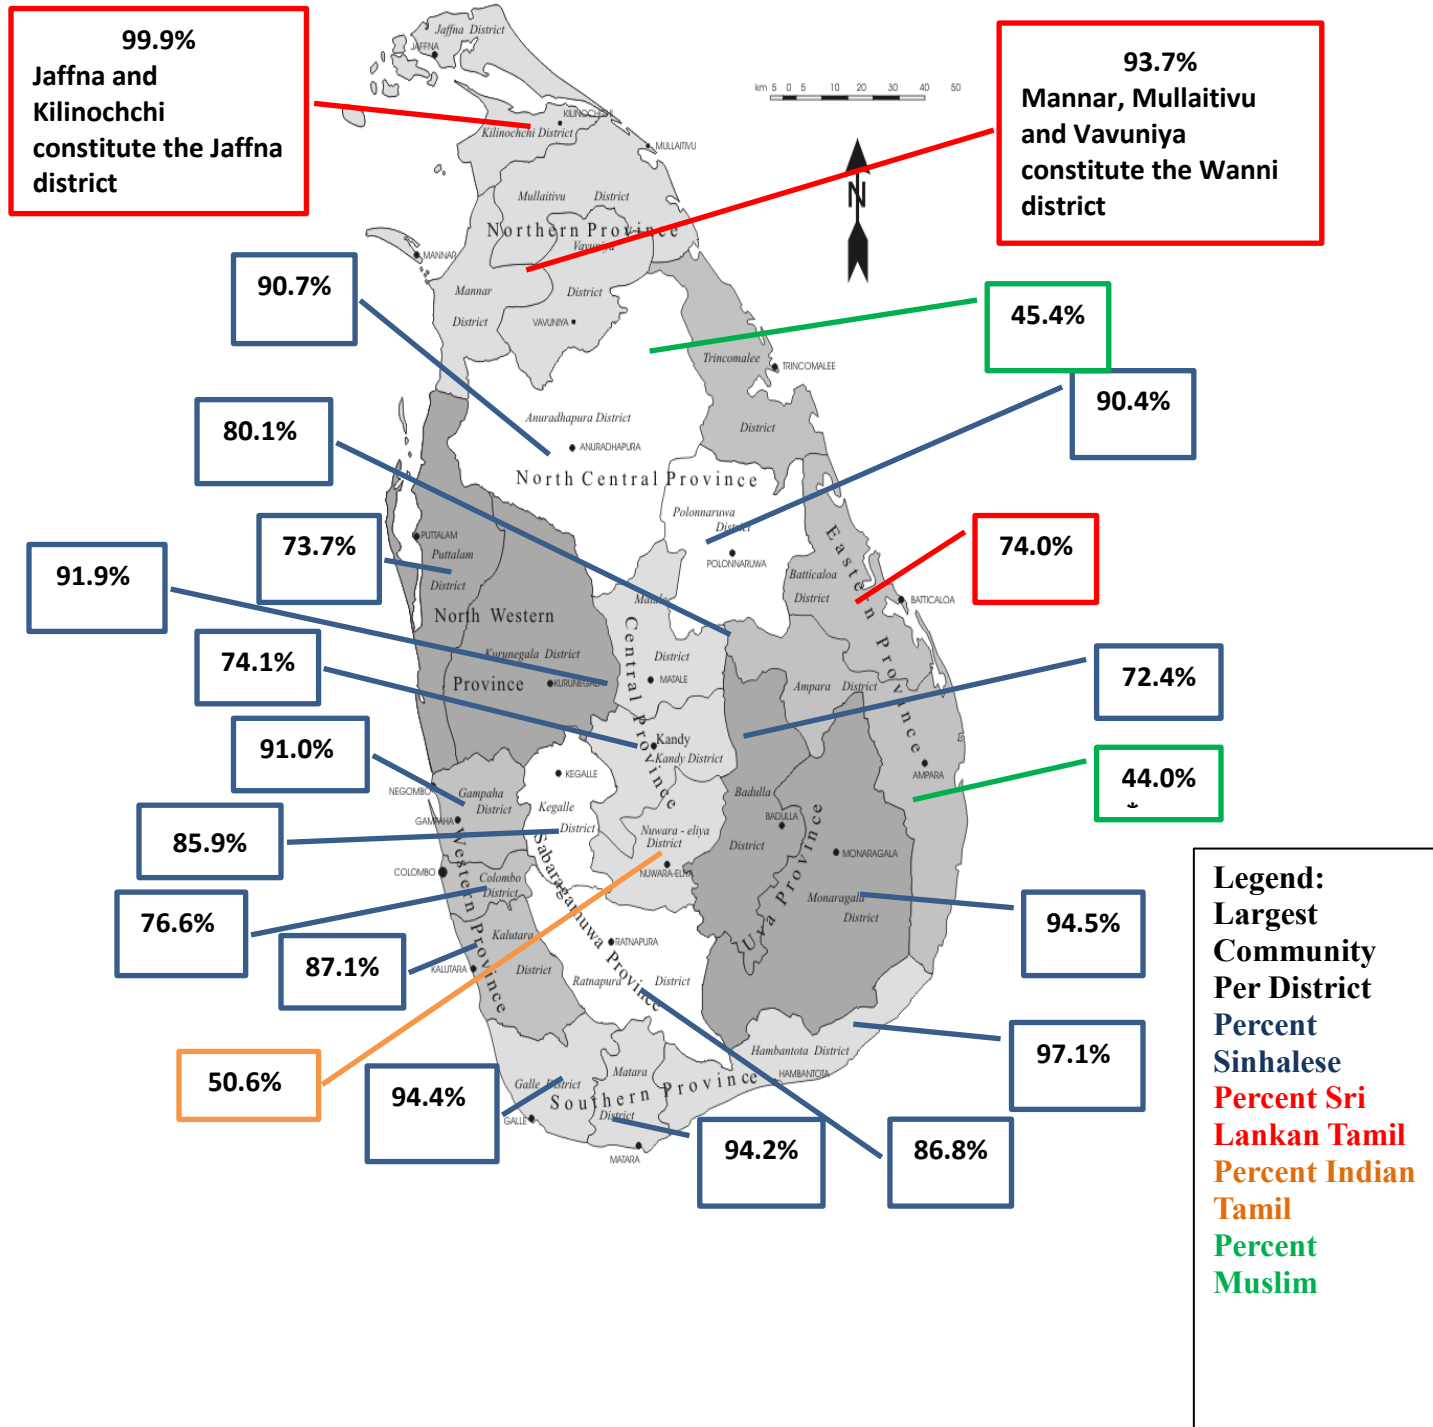 99.9%
Jaffna and
Kilinochchi
constitute the Jaffna
district
93.7%
Mannar, Mullaitivu
and Vavuniya
constitute the Wanni
district
Jaffna District
JAFFNA
km 5 0 5 10 20 30 40 50
N
KILINOCHCHI
Kilinochchi District
MULLAITIVU
Mullaitivu District
Northern Province
Vavuniya
District
MANNAR
Mannar
District
VAVUNIYA
90.7%
45.4%
Trincomalee
District
TRINCOMALEE
90.4%
80.1%
Anuradhapura District
ANURADHAPURA
North Central Province
Polonnaruwa
District
POLONNARUWA
73.7%
PUTTALAM
Puttalam
District
74.0%
Eastern Province
Batticaloa
District
BATTICALOA
91.9%
North Western
Province
Kurunegala District
KURUNEGALA
Matale
District
MATALE
Central Province
74.1%
72.4%
Ampara District
AMPARA
Kandy
Kandy District
91.0%
44.0%
*
KEGALLE
Kegalle
District
NEGOMBO
Gampaha
District
GAMPAHA
85.9%
Badulla
District
BADULLA
Nuwara - eliya
District
NUWARA-ELIYA
MONARAGALA
Monaragala
District
Uva Province
Sabaragamuwa Province
Western Province
COLOMBO
Colombo
District
76.6%
94.5%
87.1%
Kalutara
District
KALUTARA
RATNAPURA
Ratnapura District
97.1%
Hambantota District
HAMBANTOTA
50.6%
94.4%
Galle District
GALLE
Matara
District
MATARA
Southern Province
94.2%
86.8%
Legend:
Largest
Community
Per District
Percent
Sinhalese
Percent Sri
Lankan Tamil
Percent Indian
Tamil
Percent
Muslim